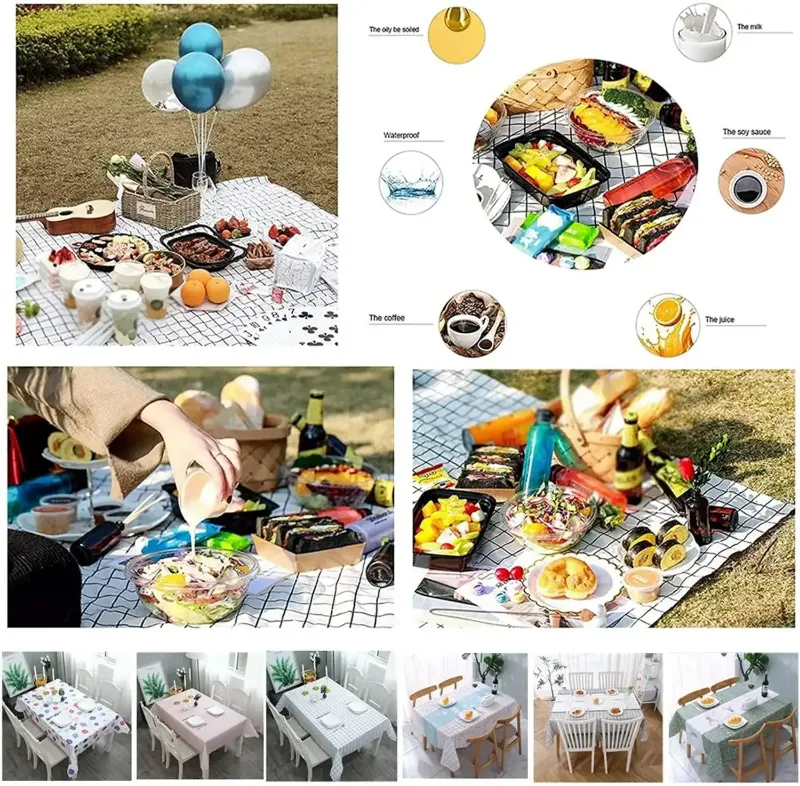 The oily be soiled
The milk
Waterproof
The soy sauce
The coffee
The juice